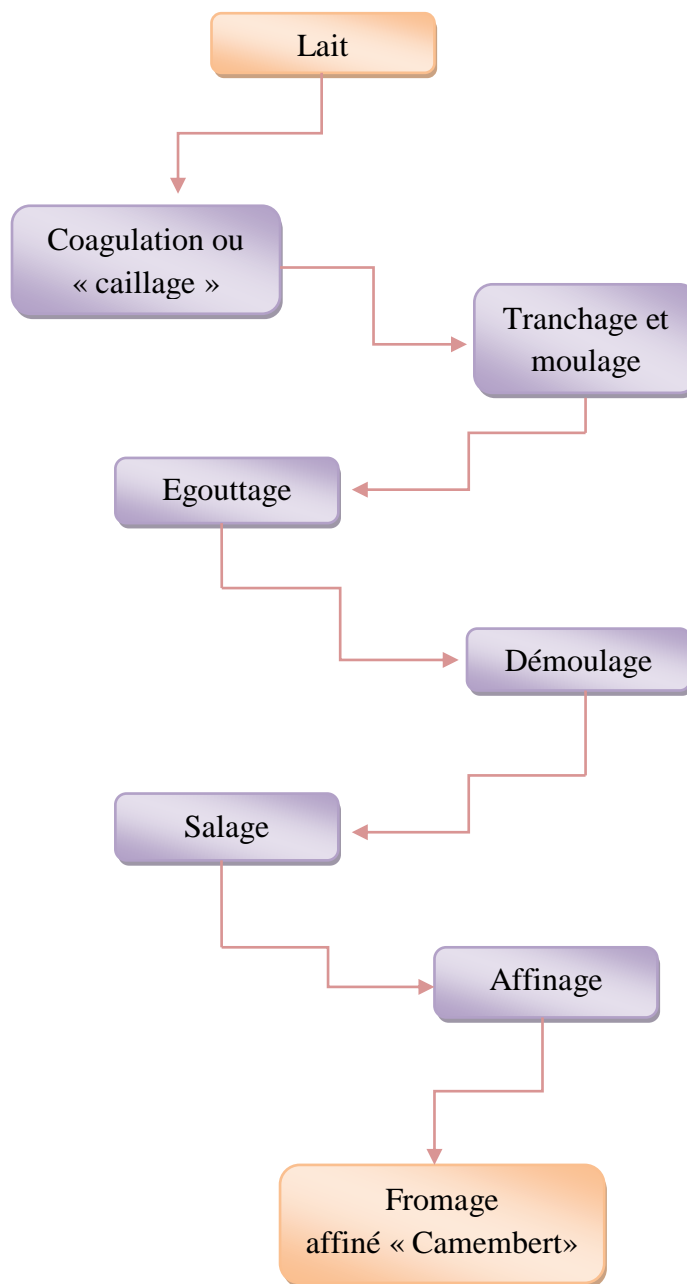 Lait
Coagulation ou
« caillage »
Tranchage et
moulage
Egouttage
Démoulage
Salage
Affinage
Fromage
affiné « Camembert»